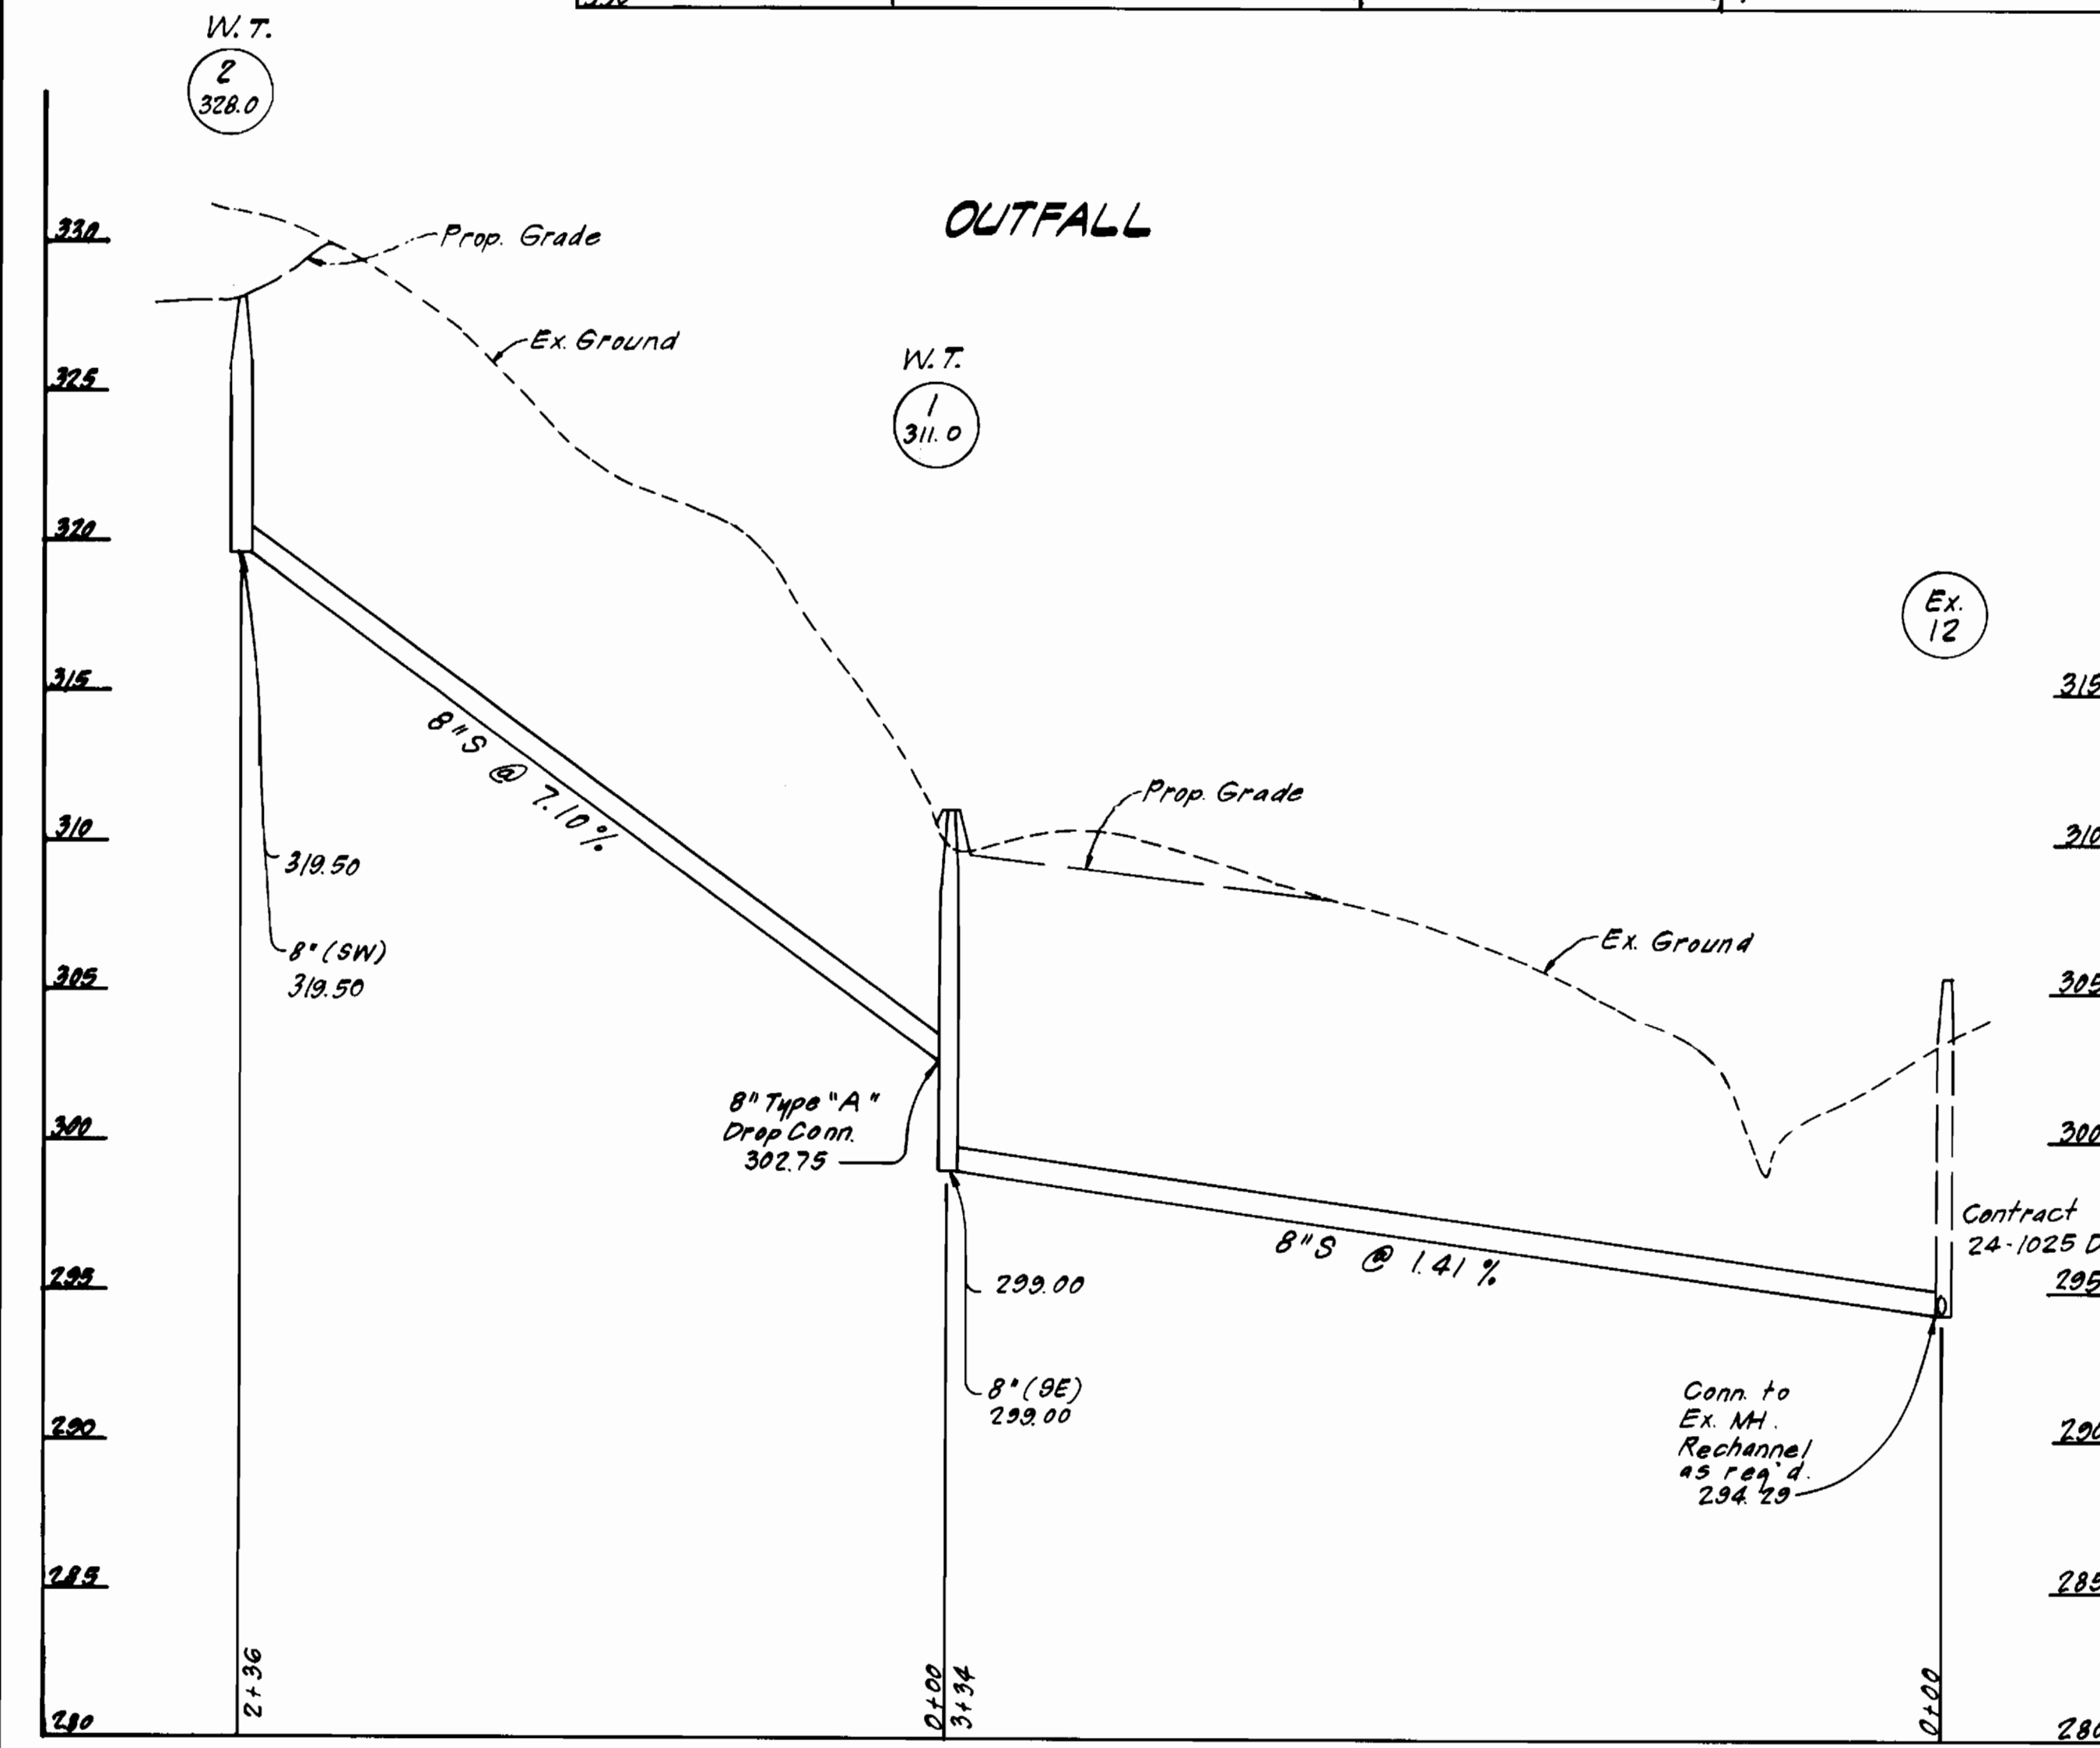 W.T.
2
328.0
OUTFALL
330
Prop. Grade
Ex. Ground
W.T.
1
311.0
325
320
Ex.
12
315
315
8"S @ 7.10%
Prop. Grade
310
310
319.50
8" (SW)
319.50
Ex. Ground
305
305
8" Type "A"
Drop Conn.
302.75
300
300
Contract
24-1025 D
8"S @ 1.41%
295
295
299.00
8" (SE)
299.00
Conn. to
Ex. MH.
Rechannel
as req'd.
294.29
290
290
285
285
2+36
0+00
3+34
0+00
280
280